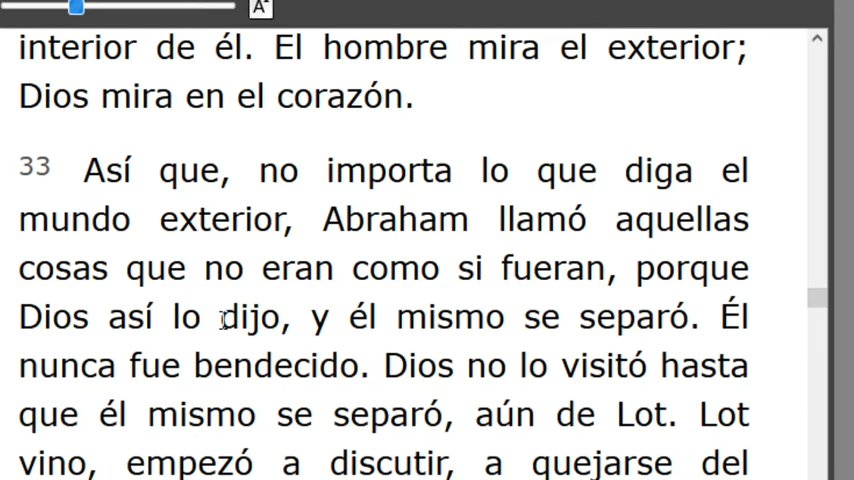 A
interior de él. El hombre mira el exterior;
Dios mira en el corazón.
33 Así que, no importa lo que diga el
mundo exterior, Abraham llamó aquellas
cosas que no eran como si fueran, porque
Dios así lo dijo, y él mismo se separó. Él
nunca fue bendecido. Dios no lo visitó hasta
que él mismo se separó, aún de Lot. Lot
vino, empezó a discutir, a quejarse del